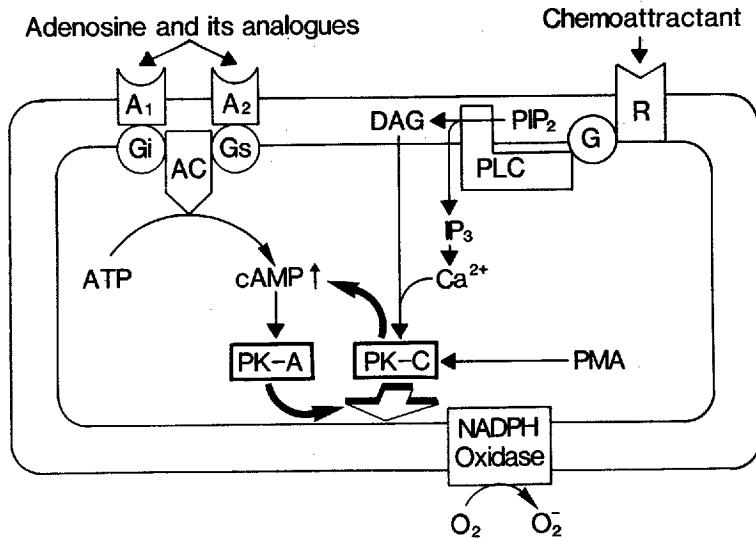 Adenosine and its analogues
Chemoattractant
A₁
A₂
R
Gi
AC
Gs
DAG
PIP₂
G
PLC
IP₃
ATP
cAMP↑
Ca²⁺
PK-A
PK-C
PMA
NADPH
Oxidase
O₂
O₂⁻